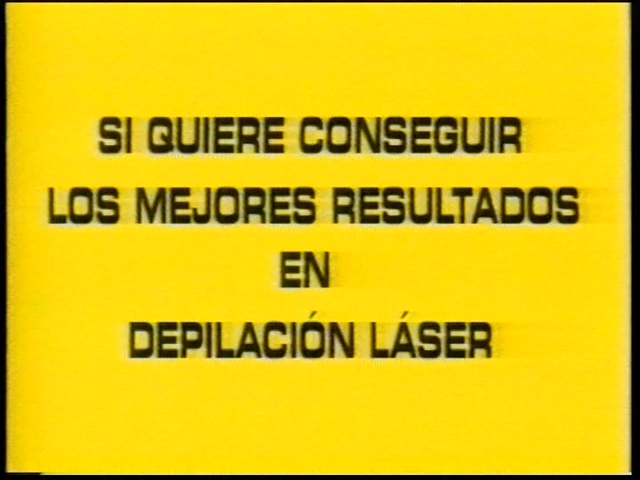 SI QUIERE CONSEGUIR
LOS MEJORES RESULTADOS
EN
DEPILACIÓN LÁSER